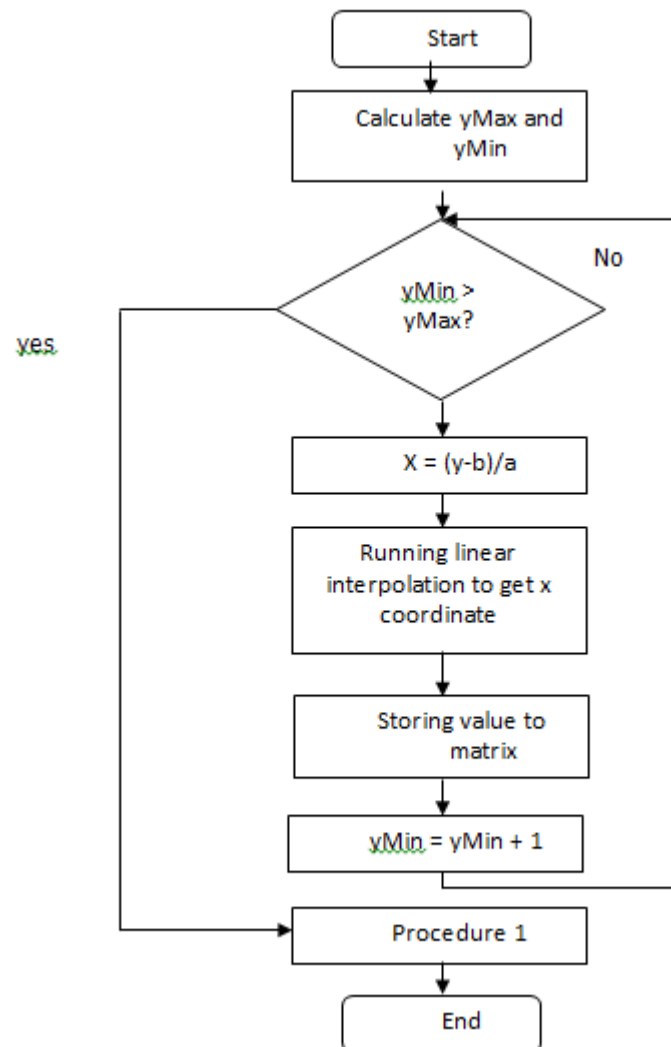 Start
Calculate yMax and
yMin
No
yMin >
yMax?
yes
X = (y-b)/a
Running linear
interpolation to get x
coordinate
Storing value to
matrix
yMin = yMin + 1
Procedure 1
End